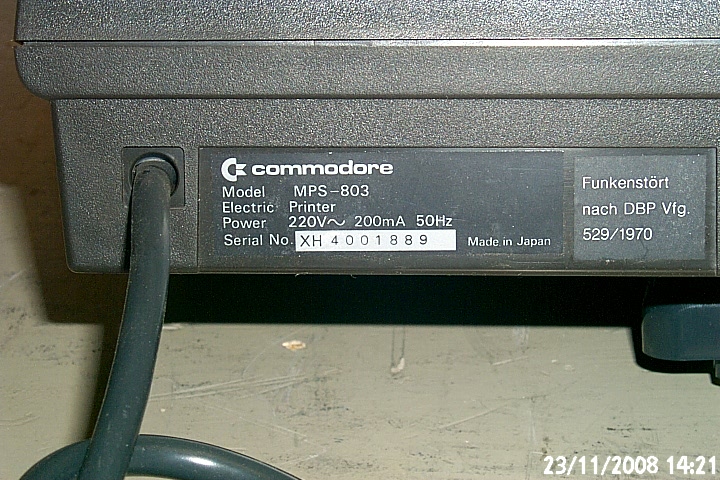 commodore
Model MPS-803
Electric Printer
Power 220V~ 200mA 50Hz
Serial No. XH 4001889 Made in Japan
Funkenstört
nach DBP Vfg.
529/1970
23/11/2008 14:21